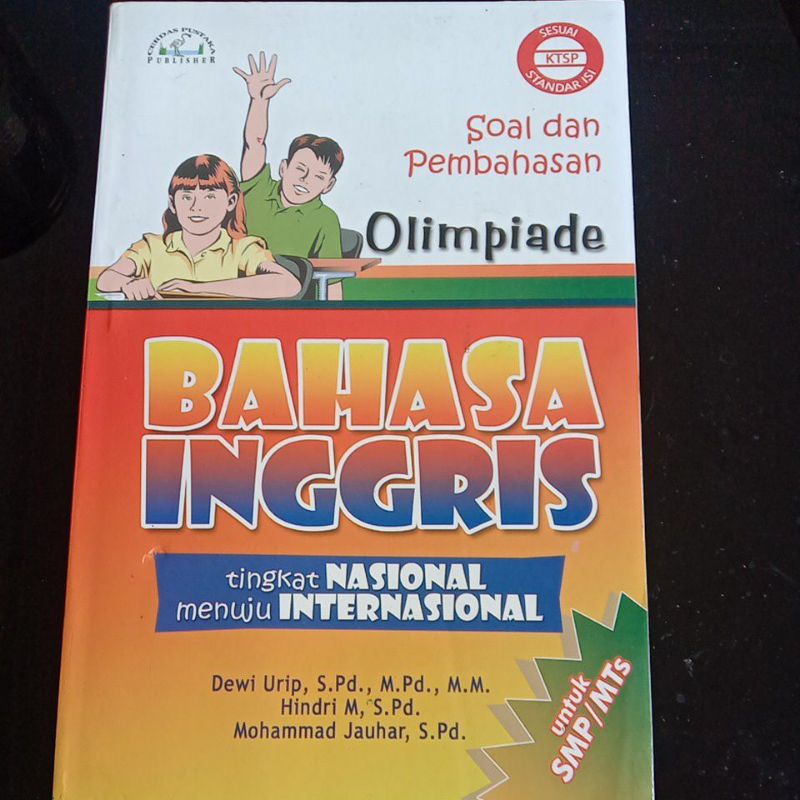 CERDAS PUSTAKA
PUBLISHER
SESUAI
KTSP
STANDAR ISI
Soal dan
Pembahasan
Olimpiade
BAHASA
INGGRIS
tingkat NASIONAL
menuju INTERNASIONAL
Dewi Urip, S.Pd., M.Pd., M.M.
Hindri M, S.Pd.
Mohammad Jauhar, S.Pd.
untuk
SMP/MTs